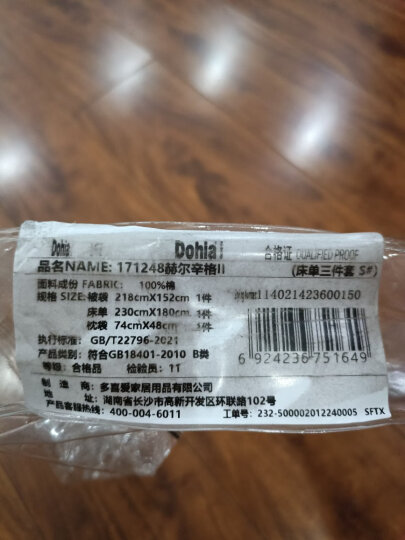 Dohia Dohia 合格证 QUALIFIED PROOF
品名NAME: 171248赫尔辛格II (床单三件套 S#)
面料成份 FABRIC: 100%棉
规格 SIZE: 被袋 218cmX152cm 1件
床单 230cmX180cm 1件
枕袋 74cmX48cm 1件
114021423600150
执行标准: GB/T22796-2021
产品类别: 符合GB18401-2010 B类
6924236751649
等级: 合格品 检验员: 11
制造商: 多喜爱家居用品有限公司
地址: 湖南省长沙市高新开发区环联路102号
产品客服热线: 400-004-6011
工单号: 232-S00002012240005 SFTX